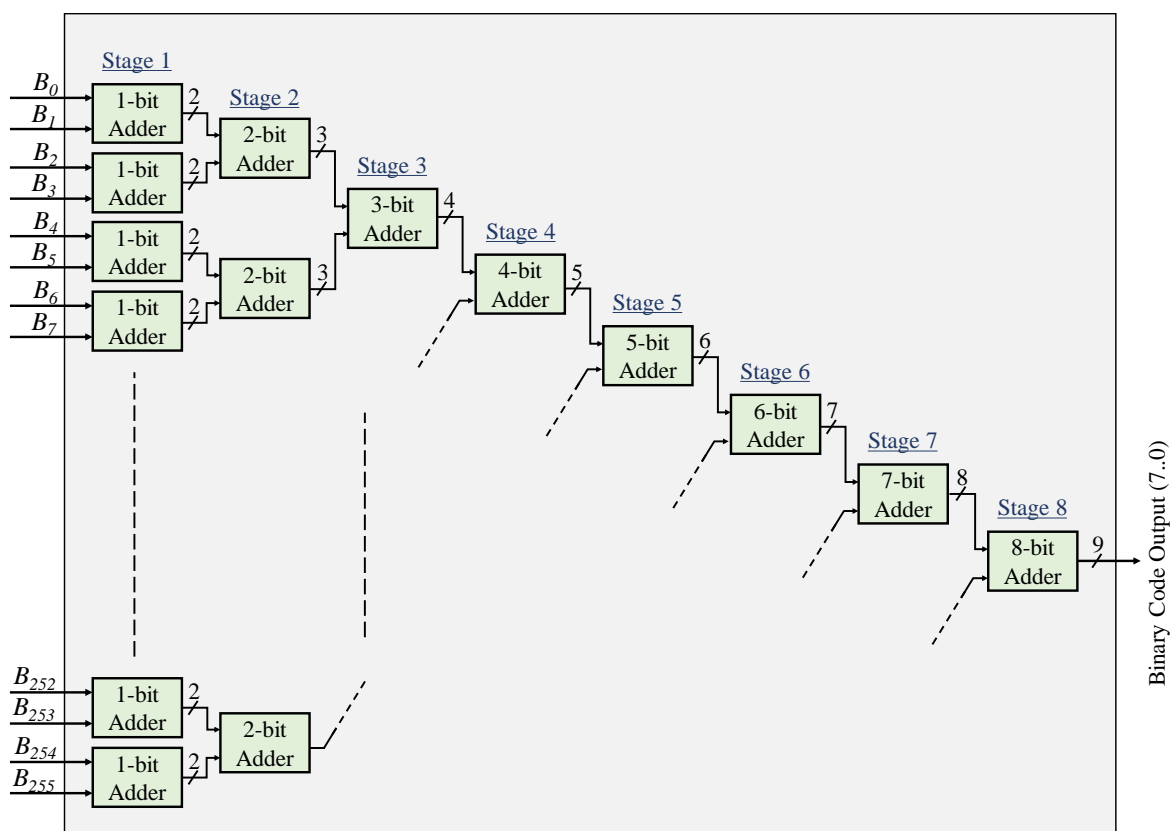 Stage 1
B0
B1
1-bit
Adder
2
B2
B3
1-bit
Adder
2
B4
B5
1-bit
Adder
2
B6
B7
1-bit
Adder
2
Stage 2
2-bit
Adder
3
2-bit
Adder
3
Stage 3
3-bit
Adder
4
Stage 4
4-bit
Adder
5
Stage 5
5-bit
Adder
6
Stage 6
6-bit
Adder
7
Stage 7
7-bit
Adder
8
Stage 8
8-bit
Adder
9
Binary Code Output (7..0)
B252
B253
1-bit
Adder
2
B254
B255
1-bit
Adder
2
2-bit
Adder